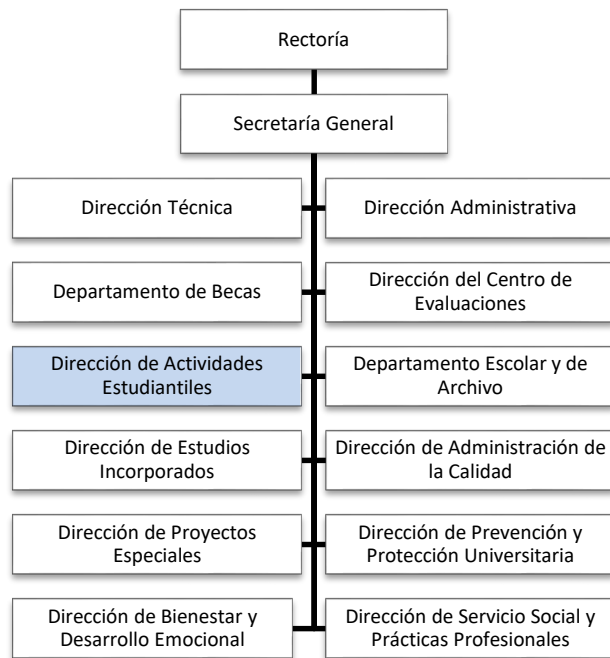 Rectoría
Secretaría General
Dirección Técnica
Dirección Administrativa
Departamento de Becas
Dirección del Centro de
Evaluaciones
Dirección de Actividades
Estudiantiles
Departamento Escolar y de
Archivo
Dirección de Estudios
Incorporados
Dirección de Administración de
la Calidad
Dirección de Proyectos
Especiales
Dirección de Prevención y
Protección Universitaria
Dirección de Bienestar y
Desarrollo Emocional
Dirección de Servicio Social y
Prácticas Profesionales